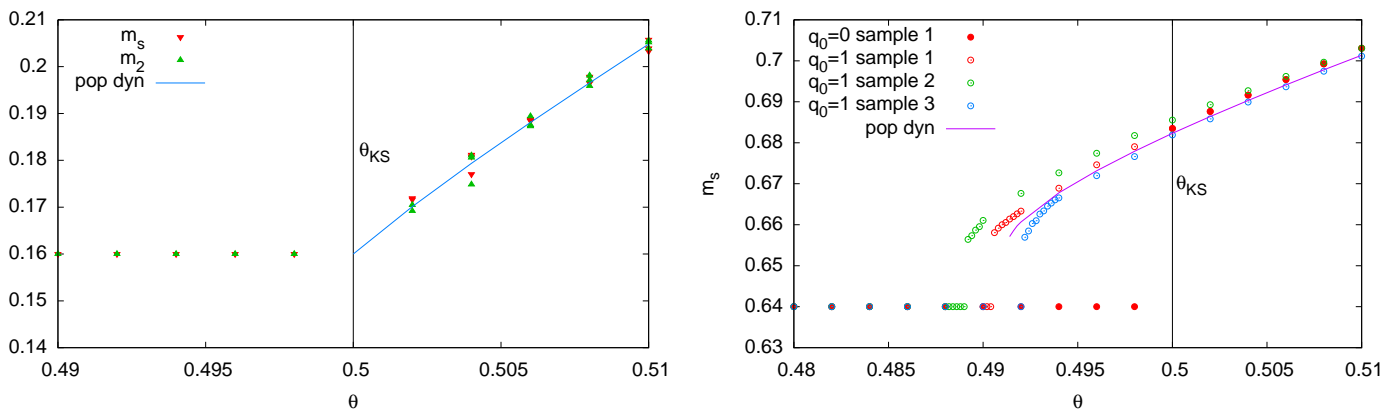 0.21
0.2
0.19
0.18
0.17
0.16
0.15
0.14
0.49
0.495
0.5
0.505
0.51
θ
m_s
m_2
pop dyn
θ_KS
0.71
0.7
0.69
0.68
0.67
0.66
0.65
0.64
0.63
0.48
0.485
0.49
0.495
0.5
0.505
0.51
θ
m_s
q_0=0 sample 1
q_0=1 sample 1
q_0=1 sample 2
q_0=1 sample 3
pop dyn
θ_KS